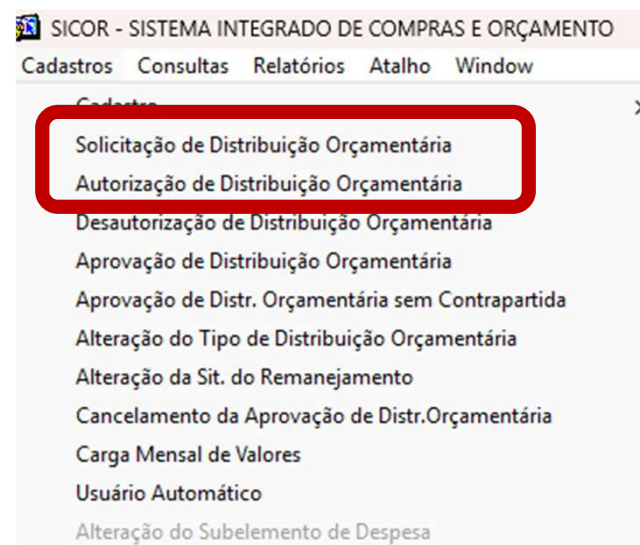 SICOR - SISTEMA INTEGRADO DE COMPRAS E ORÇAMENTO
Cadastros Consultas Relatórios Atalho Window
Cadastro
Solicitação de Distribuição Orçamentária
Autorização de Distribuição Orçamentária
Desautorização de Distribuição Orçamentária
Aprovação de Distribuição Orçamentária
Aprovação de Distr. Orçamentária sem Contrapartida
Alteração do Tipo de Distribuição Orçamentária
Alteração da Sit. do Remanejamento
Cancelamento da Aprovação de Distr.Orçamentária
Carga Mensal de Valores
Usuário Automático
Alteração do Subelemento de Despesa